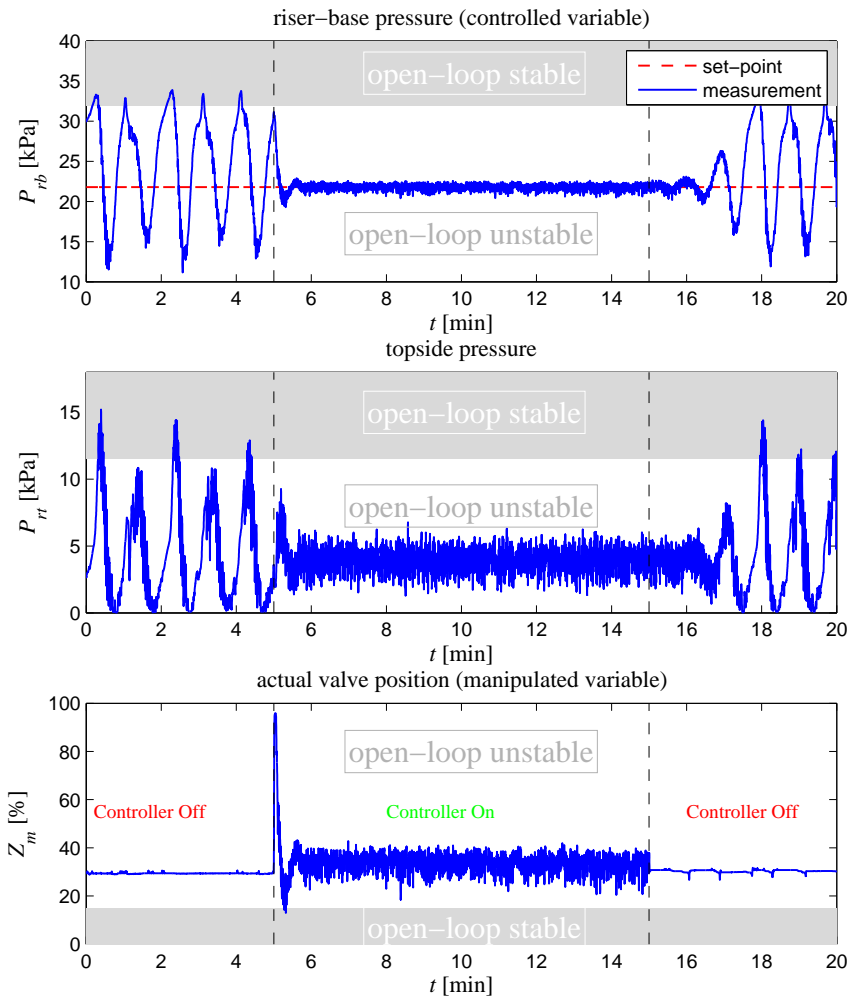 riser−base pressure (controlled variable)
40
35
30
25
20
15
10
P_rb [kPa]
open−loop stable
set−point
measurement
open−loop unstable
0 2 4 6 8 10 12 14 16 18 20
t [min]
topside pressure
15
10
5
0
P_rt [kPa]
open−loop stable
open−loop unstable
0 2 4 6 8 10 12 14 16 18 20
t [min]
actual valve position (manipulated variable)
100
80
60
40
20
0
Z_m [%]
open−loop unstable
Controller Off Controller On Controller Off
open−loop stable
0 2 4 6 8 10 12 14 16 18 20
t [min]